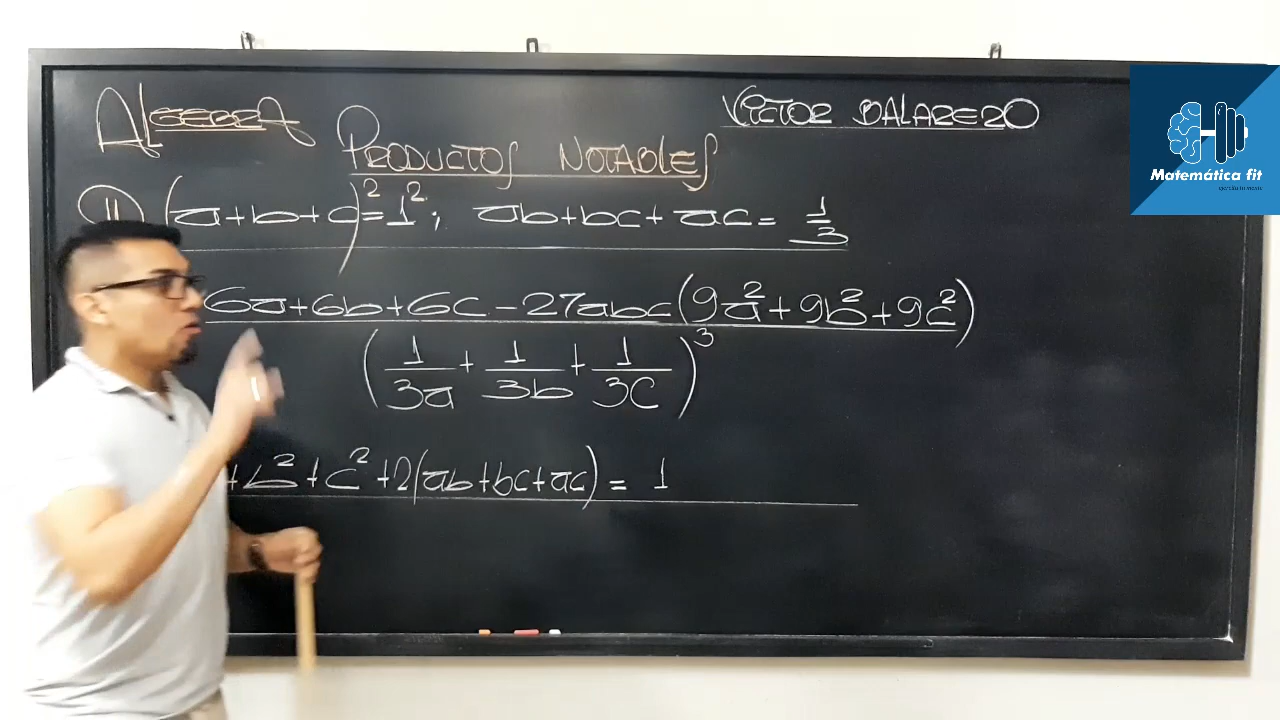 ALGEBRA
VICTOR BALAREZO
PRODUCTOS NOTABLES
Matemática fit
(a+b+c)²=1²; ab+bc+ac= 1/3
6a+6b+6c-27abc(9a²+9b²+9c²)
(1/3a + 1/3b + 1/3c)³
+b²+c²+2(ab+bc+ac) = 1